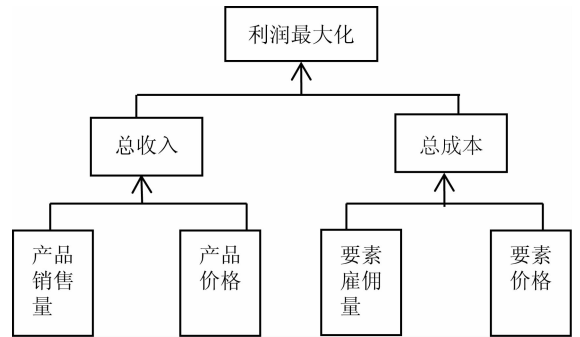 利润最大化
总收入
总成本
产品
销售
量
产品
价格
要素
雇佣
量
要素
价格